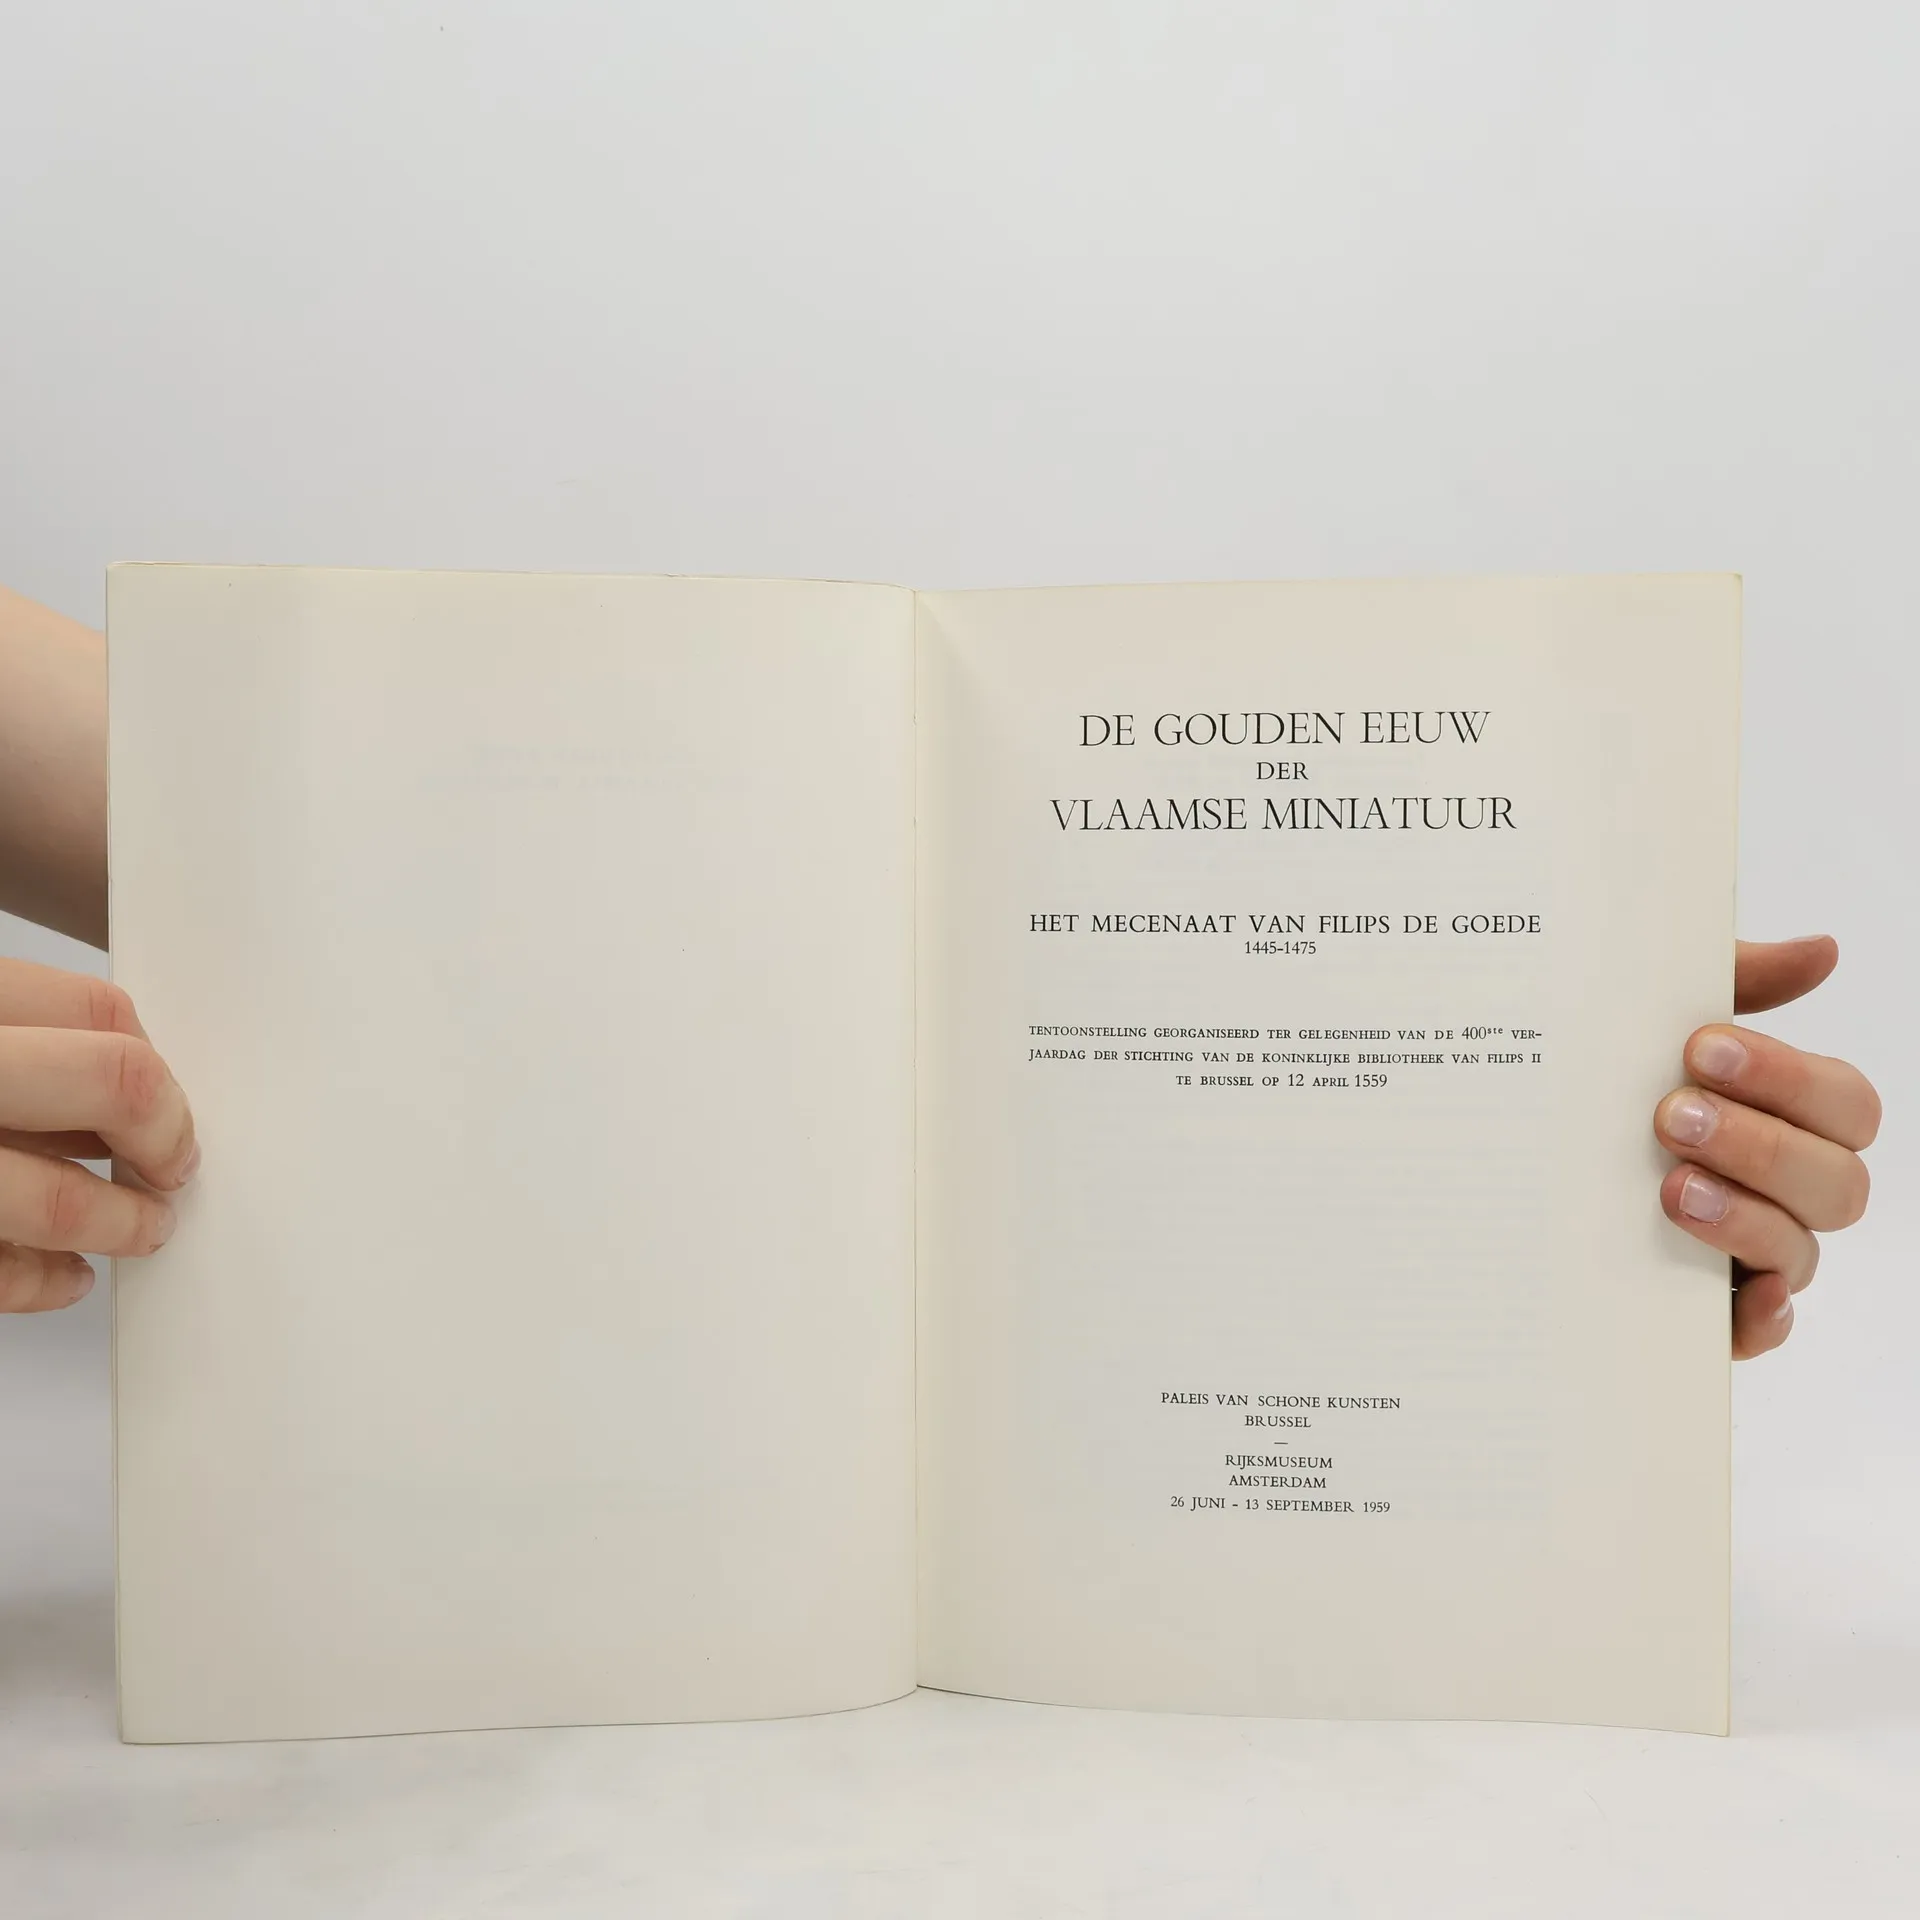 DE GOUDEN EEUW
DER
VLAAMSE MINIATUUR
HET MECENAAT VAN FILIPS DE GOEDE
1445-1475
TENTOONSTELLING GEORGANISEERD TER GELEGENHEID VAN DE 400ste VER-
JAARDAG DER STICHTING VAN DE KONINKLIJKE BIBLIOTHEEK VAN FILIPS II
TE BRUSSEL OP 12 APRIL 1559
PALEIS VAN SCHONE KUNSTEN
BRUSSEL
—
RIJKSMUSEUM
AMSTERDAM
26 JUNI - 13 SEPTEMBER 1959